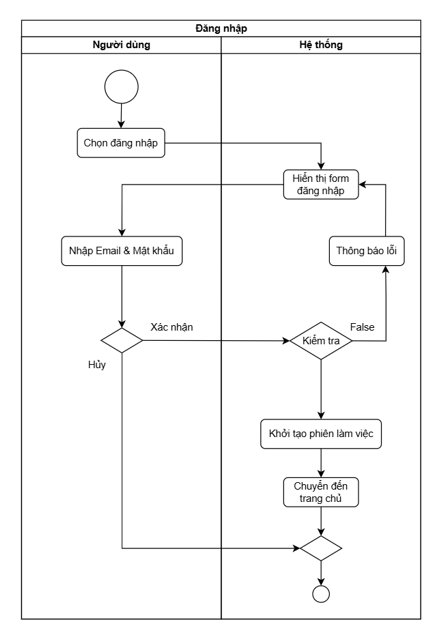 Đăng nhập
Người dùng
Hệ thống
Chọn đăng nhập
Hiển thị form
đăng nhập
Nhập Email & Mật khẩu
Thông báo lỗi
Xác nhận
Kiểm tra
False
Hủy
Khởi tạo phiên làm việc
Chuyển đến
trang chủ